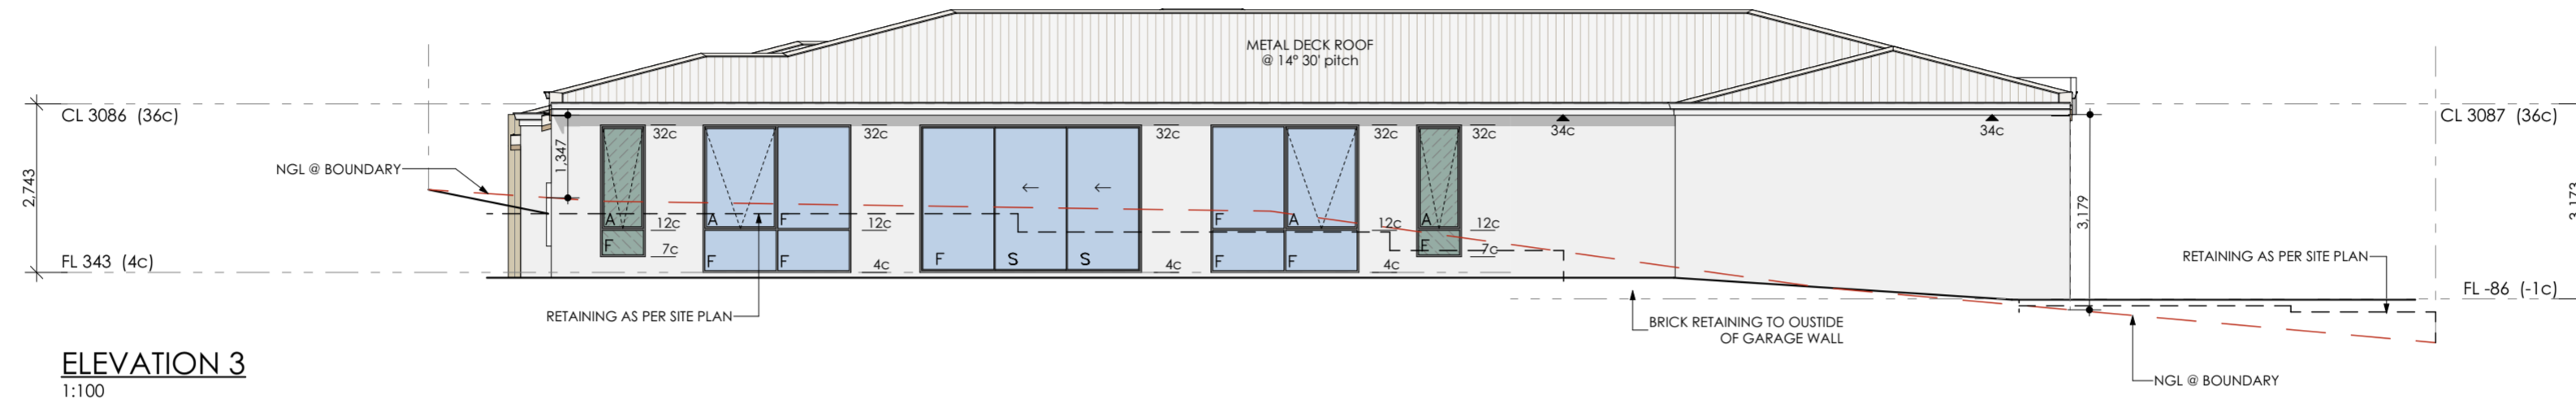 METAL DECK ROOF
@ 14° 30' pitch
CL 3086 (36c)
CL 3087 (36c)
32c
32c
32c
32c
32c
34c
34c
1,347
NGL @ BOUNDARY
2,743
A
A
F
F
A
A
12c
12c
12c
12c
3,179
F
7c
F
7c
FL 343 (4c)
F
F
4c
F
S
S
4c
F
F
4c
RETAINING AS PER SITE PLAN
FL -86 (-1c)
RETAINING AS PER SITE PLAN
BRICK RETAINING TO OUSTIDE
OF GARAGE WALL
ELEVATION 3
1:100
NGL @ BOUNDARY